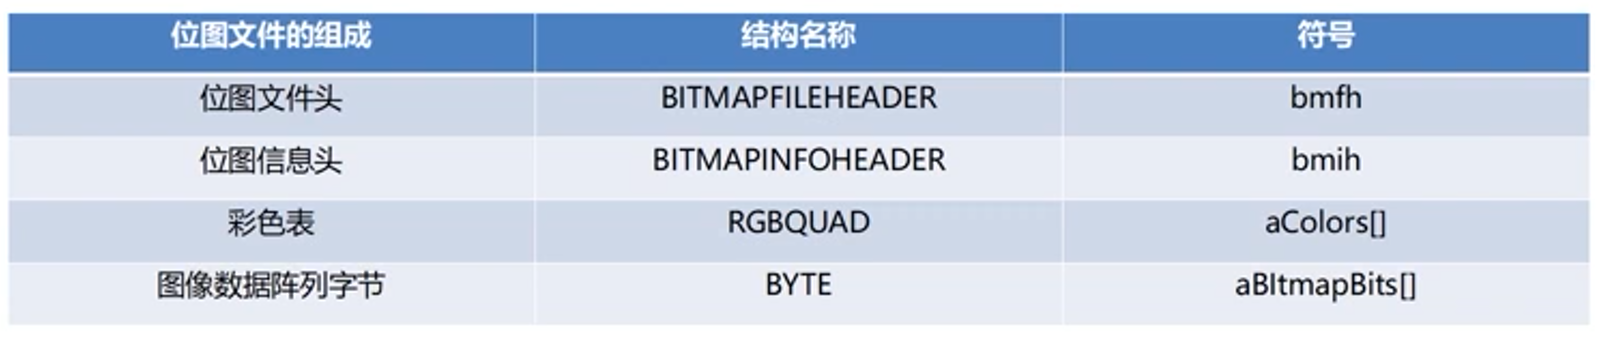 位图文件的组成 结构名称 符号
位图文件头 BITMAPFILEHEADER bmfh
位图信息头 BITMAPINFOHEADER bmih
彩色表 RGBQUAD aColors[]
图像数据阵列字节 BYTE aBItmapBits[]